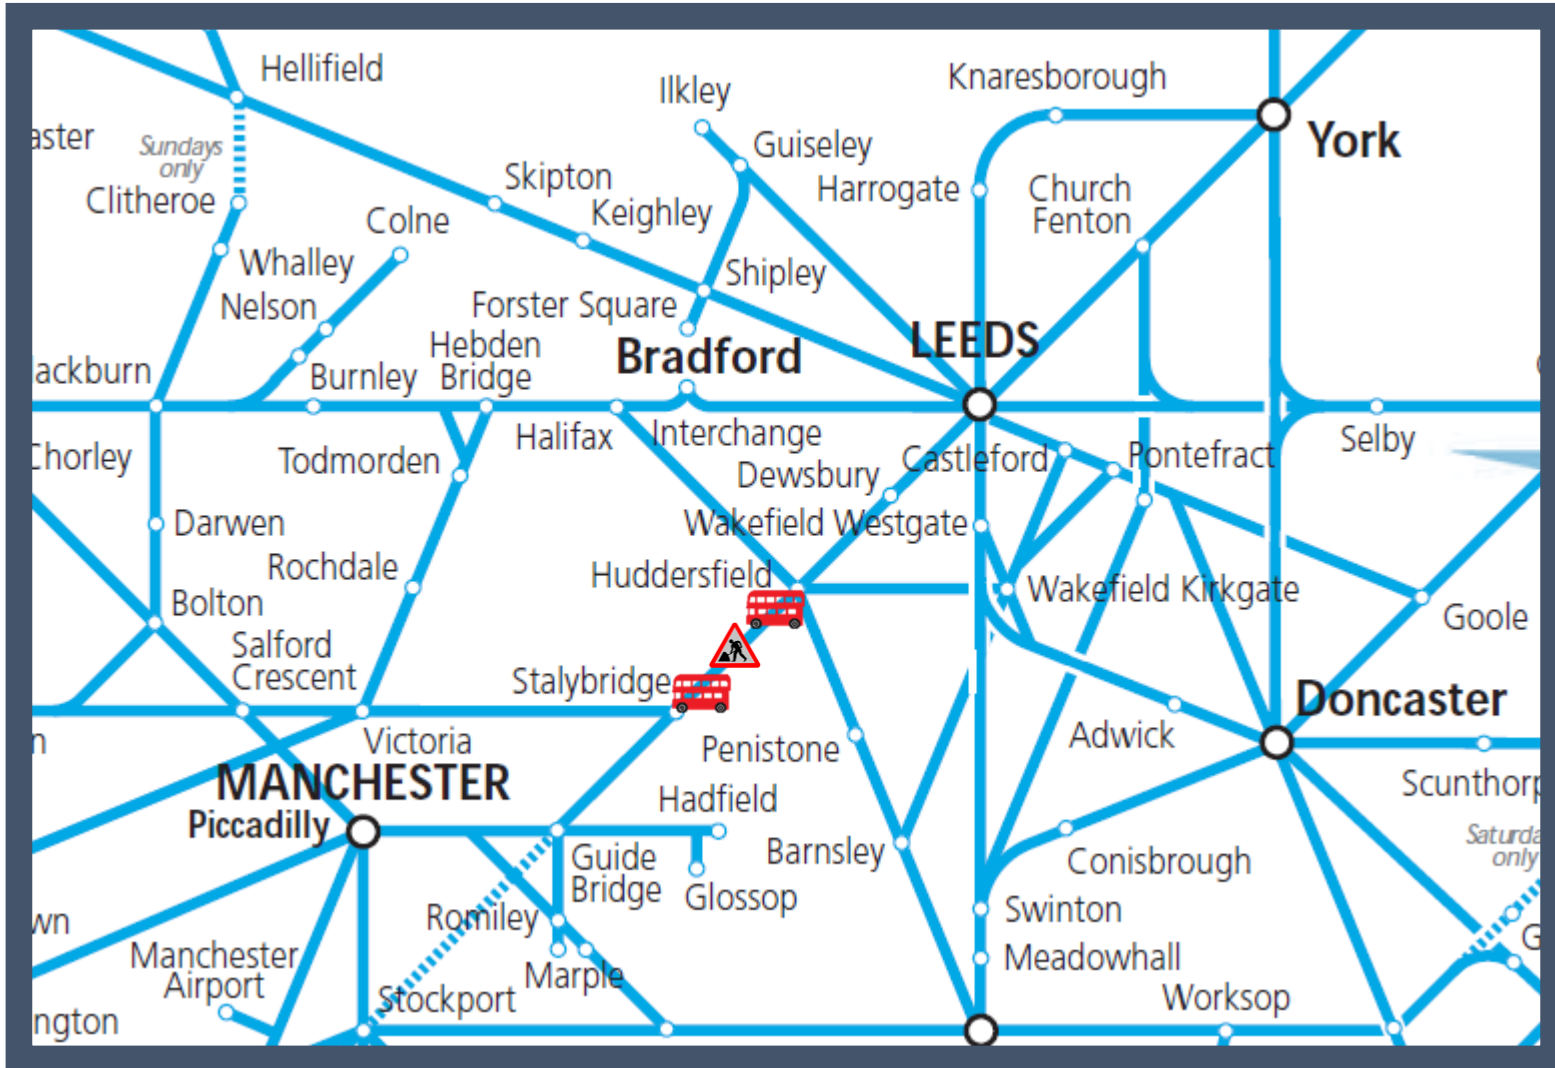 Hellifield
Ilkley
Knaresborough
York
aster
Sundays
only
Guiseley
Harrogate
Church
Fenton
Skipton
Clitheroe
Colne
Keighley
Whalley
Shipley
Nelson
Forster Square
Hebden
Bridge
Bradford
LEEDS
lackburn
Burnley
Halifax
Interchange
Selby
Chorley
Todmorden
Dewsbury
Castleford
Pontefract
Darwen
Wakefield Westgate
Rochdale
Huddersfield
Wakefield Kirkgate
Bolton
Goole
Salford
Crescent
Stalybridge
Doncaster
n
Victoria
Penistone
Adwick
MANCHESTER
Piccadilly
Hadfield
Scunthorp
Guide
Bridge
Barnsley
Conisbrough
Saturda
only
Glossop
Romiley
Swinton
wn
G
Manchester
Airport
Marple
Meadowhall
Stockport
Worksop
ngton